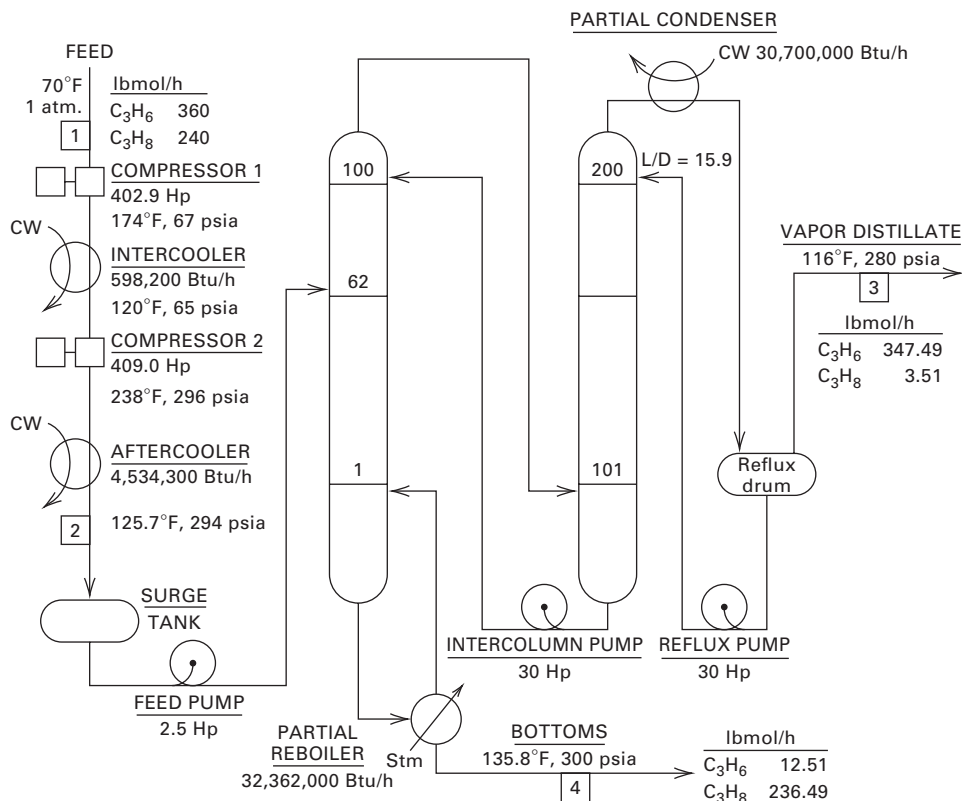 PARTIAL CONDENSER
CW 30,700,000 Btu/h
FEED
70°F
1 atm.
lbmol/h
C3H6 360
C3H8 240
1
COMPRESSOR 1
402.9 Hp
174°F, 67 psia
CW
INTERCOOLER
598,200 Btu/h
120°F, 65 psia
COMPRESSOR 2
409.0 Hp
238°F, 296 psia
CW
AFTERCOOLER
4,534,300 Btu/h
2
125.7°F, 294 psia
SURGE
TANK
FEED PUMP
2.5 Hp
100
62
1
200
101
L/D = 15.9
VAPOR DISTILLATE
116°F, 280 psia
3
lbmol/h
C3H6 347.49
C3H8 3.51
Reflux
drum
INTERCOLUMN PUMP
30 Hp
REFLUX PUMP
30 Hp
PARTIAL
REBOILER
32,362,000 Btu/h
Stm
BOTTOMS
135.8°F, 300 psia
4
lbmol/h
C3H6 12.51
C3H8 236.49